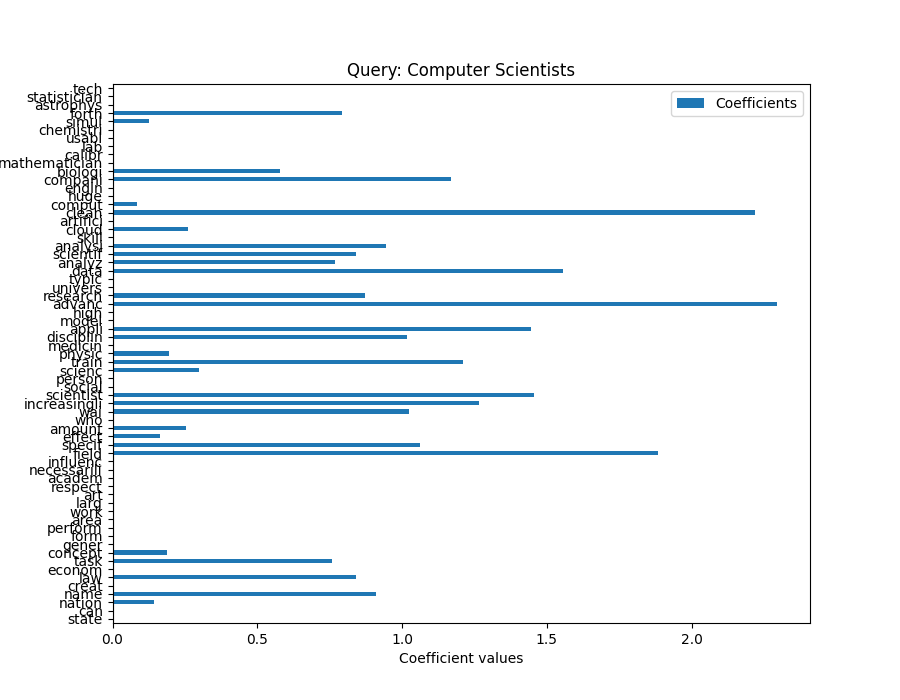 Query: Computer Scientists
Coefficients
tech
statistician
astrophys
forth
simul
chemistri
usabl
lab
calibr
mathematician
biologi
compani
engin
huge
comput
clean
artifici
cloud
skill
analysi
scientif
analyz
data
typic
univers
research
advanc
high
model
appli
disciplin
medicin
physic
train
scienc
person
social
scientist
increasingli
wai
who
amount
effect
specif
field
influenc
necessarili
academ
respect
art
larg
work
area
perform
form
gener
concept
task
econom
law
creat
name
nation
can
state
0.0 0.5 1.0 1.5 2.0
Coefficient values